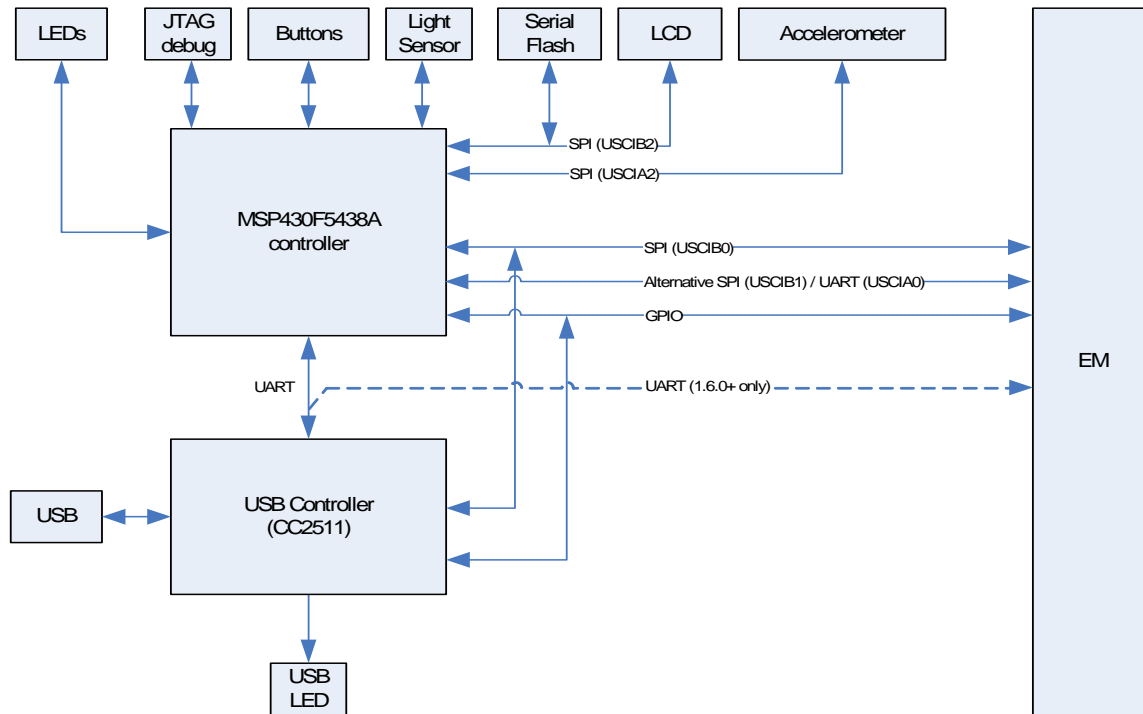 LEDs
JTAG
debug
Buttons
Light
Sensor
Serial
Flash
LCD
Accelerometer
SPI (USCIB2)
SPI (USCIA2)
MSP430F5438A
controller
SPI (USCIB0)
Alternative SPI (USCIB1) / UART (USCIA0)
GPIO
EM
UART
UART (1.6.0+ only)
USB Controller
(CC2511)
USB
USB
LED